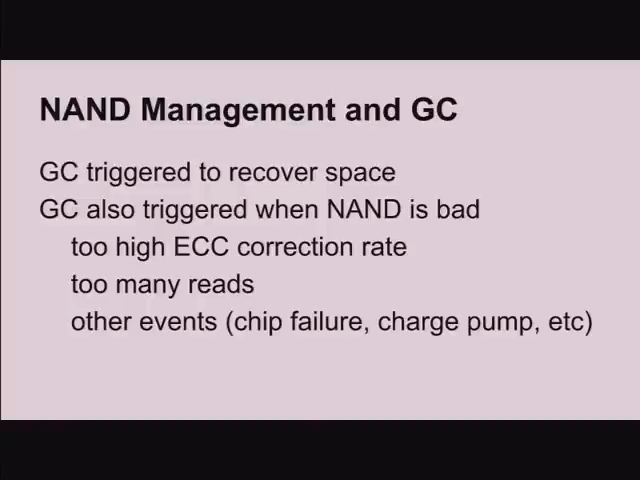 NAND Management and GC
GC triggered to recover space
GC also triggered when NAND is bad
too high ECC correction rate
too many reads
other events (chip failure, charge pump, etc)